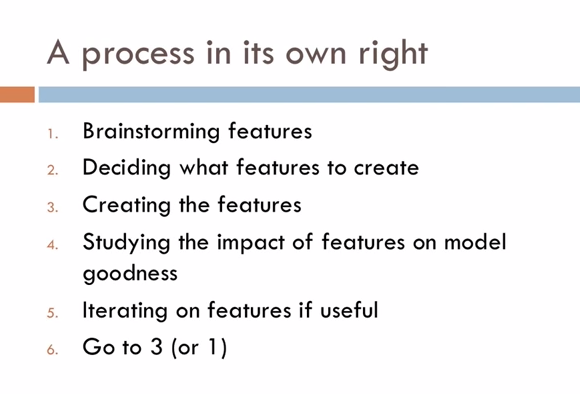 A process in its own right
1. Brainstorming features
2. Deciding what features to create
3. Creating the features
4. Studying the impact of features on model
goodness
5. Iterating on features if useful
6. Go to 3 (or 1)